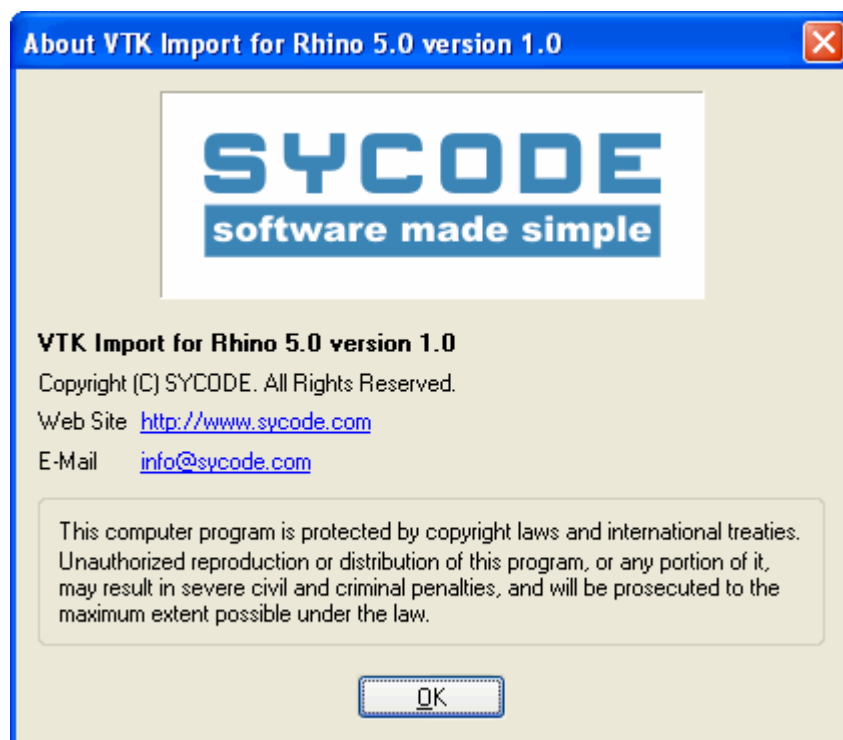 About VTK Import for Rhino 5.0 version 1.0
SYCODE
software made simple
VTK Import for Rhino 5.0 version 1.0
Copyright (C) SYCODE. All Rights Reserved.
Web Site http://www.sycode.com
E-Mail info@sycode.com
This computer program is protected by copyright laws and international treaties.
Unauthorized reproduction or distribution of this program, or any portion of it,
may result in severe civil and criminal penalties, and will be prosecuted to the
maximum extent possible under the law.
OK